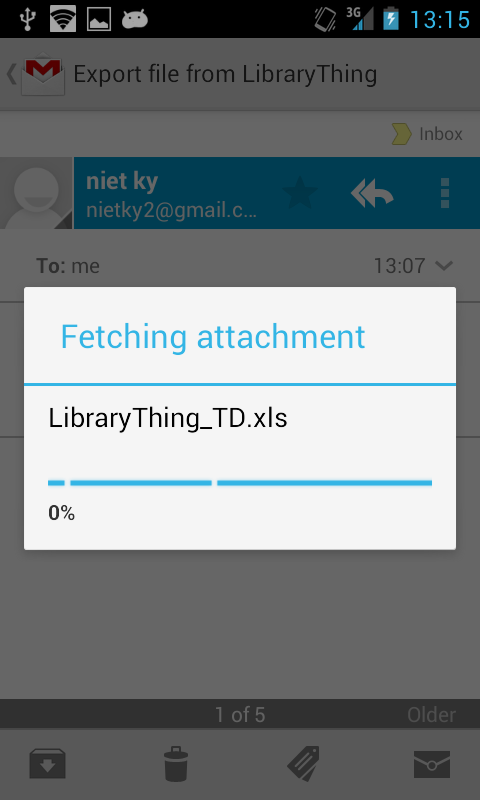 3G 13:15
Export file from LibraryThing
Inbox
niet ky
nietky2@gmail.c...
To: me 13:07
Fetching attachment
LibraryThing_TD.xls
0%
1 of 5 Older